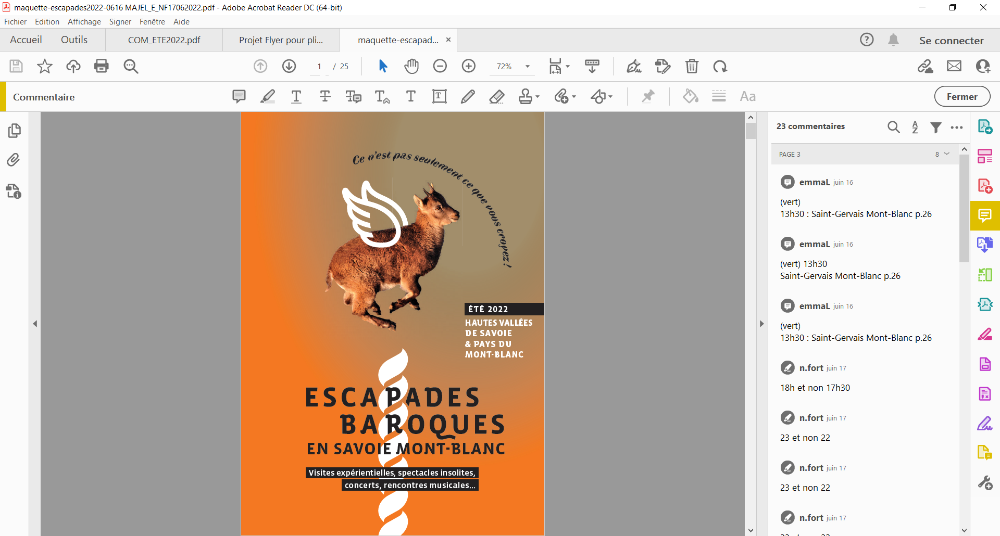 maquette-escapades2022-0616 MAJEL_E_NF17062022.pdf - Adobe Acrobat Reader DC (64-bit)
Fichier Edition Affichage Signer Fenêtre Aide
Accueil Outils COM_ETE2022.pdf Projet Flyer pour pli... maquette-escapad... Se connecter
1 / 25 72%
Commentaire Aa Fermer
Ce n'est pas seulement ce que vous croyez !
ÉTÉ 2022
HAUTES VALLÉES
DE SAVOIE
& PAYS DU
MONT-BLANC
ESCAPADES
BAROQUES
EN SAVOIE MONT-BLANC
Visites expérientielles, spectacles insolites,
concerts, rencontres musicales...
23 commentaires
PAGE 3 8
emmaL juin 16
(vert)
13h30 : Saint-Gervais Mont-Blanc p.26
emmaL juin 16
(vert) 13h30
Saint-Gervais Mont-Blanc p.26
emmaL juin 16
(vert)
13h30 : Saint-Gervais Mont-Blanc p.26
n.fort juin 17
18h et non 17h30
n.fort juin 17
23 et non 22
n.fort juin 17
23 et non 22
n.fort juin 17